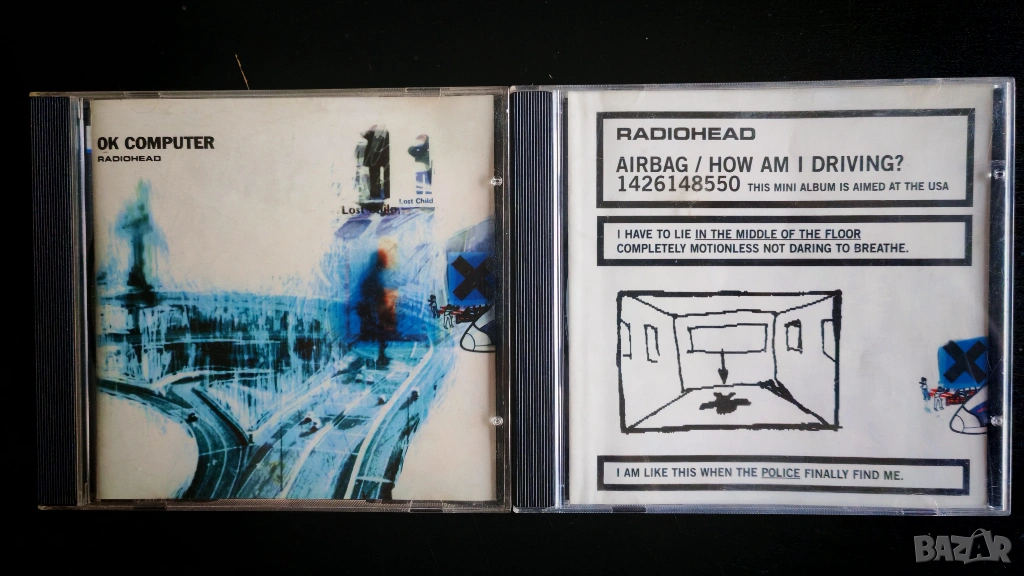 OK COMPUTER
RADIOHEAD
Lost Child
Lost Child
RADIOHEAD
AIRBAG / HOW AM I DRIVING?
1426148550 THIS MINI ALBUM IS AIMED AT THE USA
I HAVE TO LIE IN THE MIDDLE OF THE FLOOR
COMPLETELY MOTIONLESS NOT DARING TO BREATHE.
I AM LIKE THIS WHEN THE POLICE FINALLY FIND ME.
BAZAR